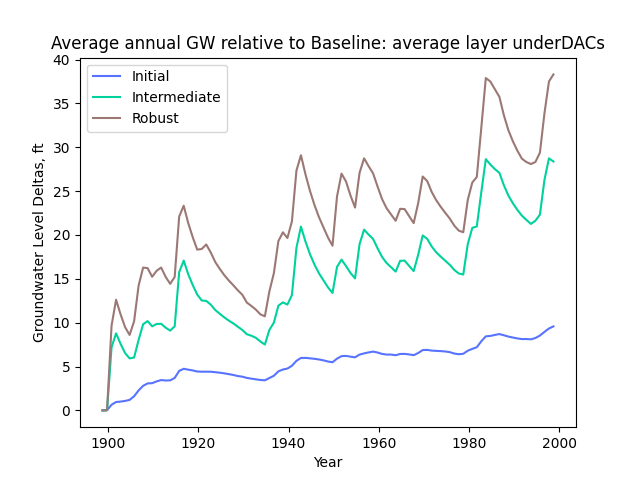 Average annual GW relative to Baseline: average layer underDACs
Initial
Intermediate
Robust
Groundwater Level Deltas, ft
40
35
30
25
20
15
10
5
0
1900 1920 1940 1960 1980 2000
Year